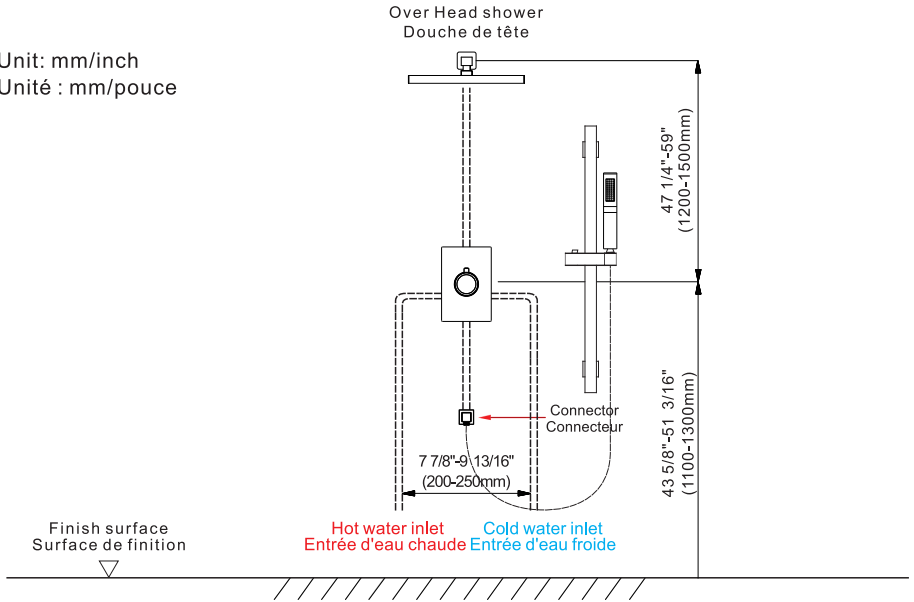 Over Head shower
Douche de tête
Unit: mm/inch
Unité : mm/pouce
47 1/4"-59"
(1200-1500mm)
Connector
Connecteur
43 5/8"-51 3/16"
(1100-1300mm)
7 7/8"-9 13/16"
(200-250mm)
Finish surface
Surface de finition
Hot water inlet
Entrée d'eau chaude
Cold water inlet
Entrée d'eau froide